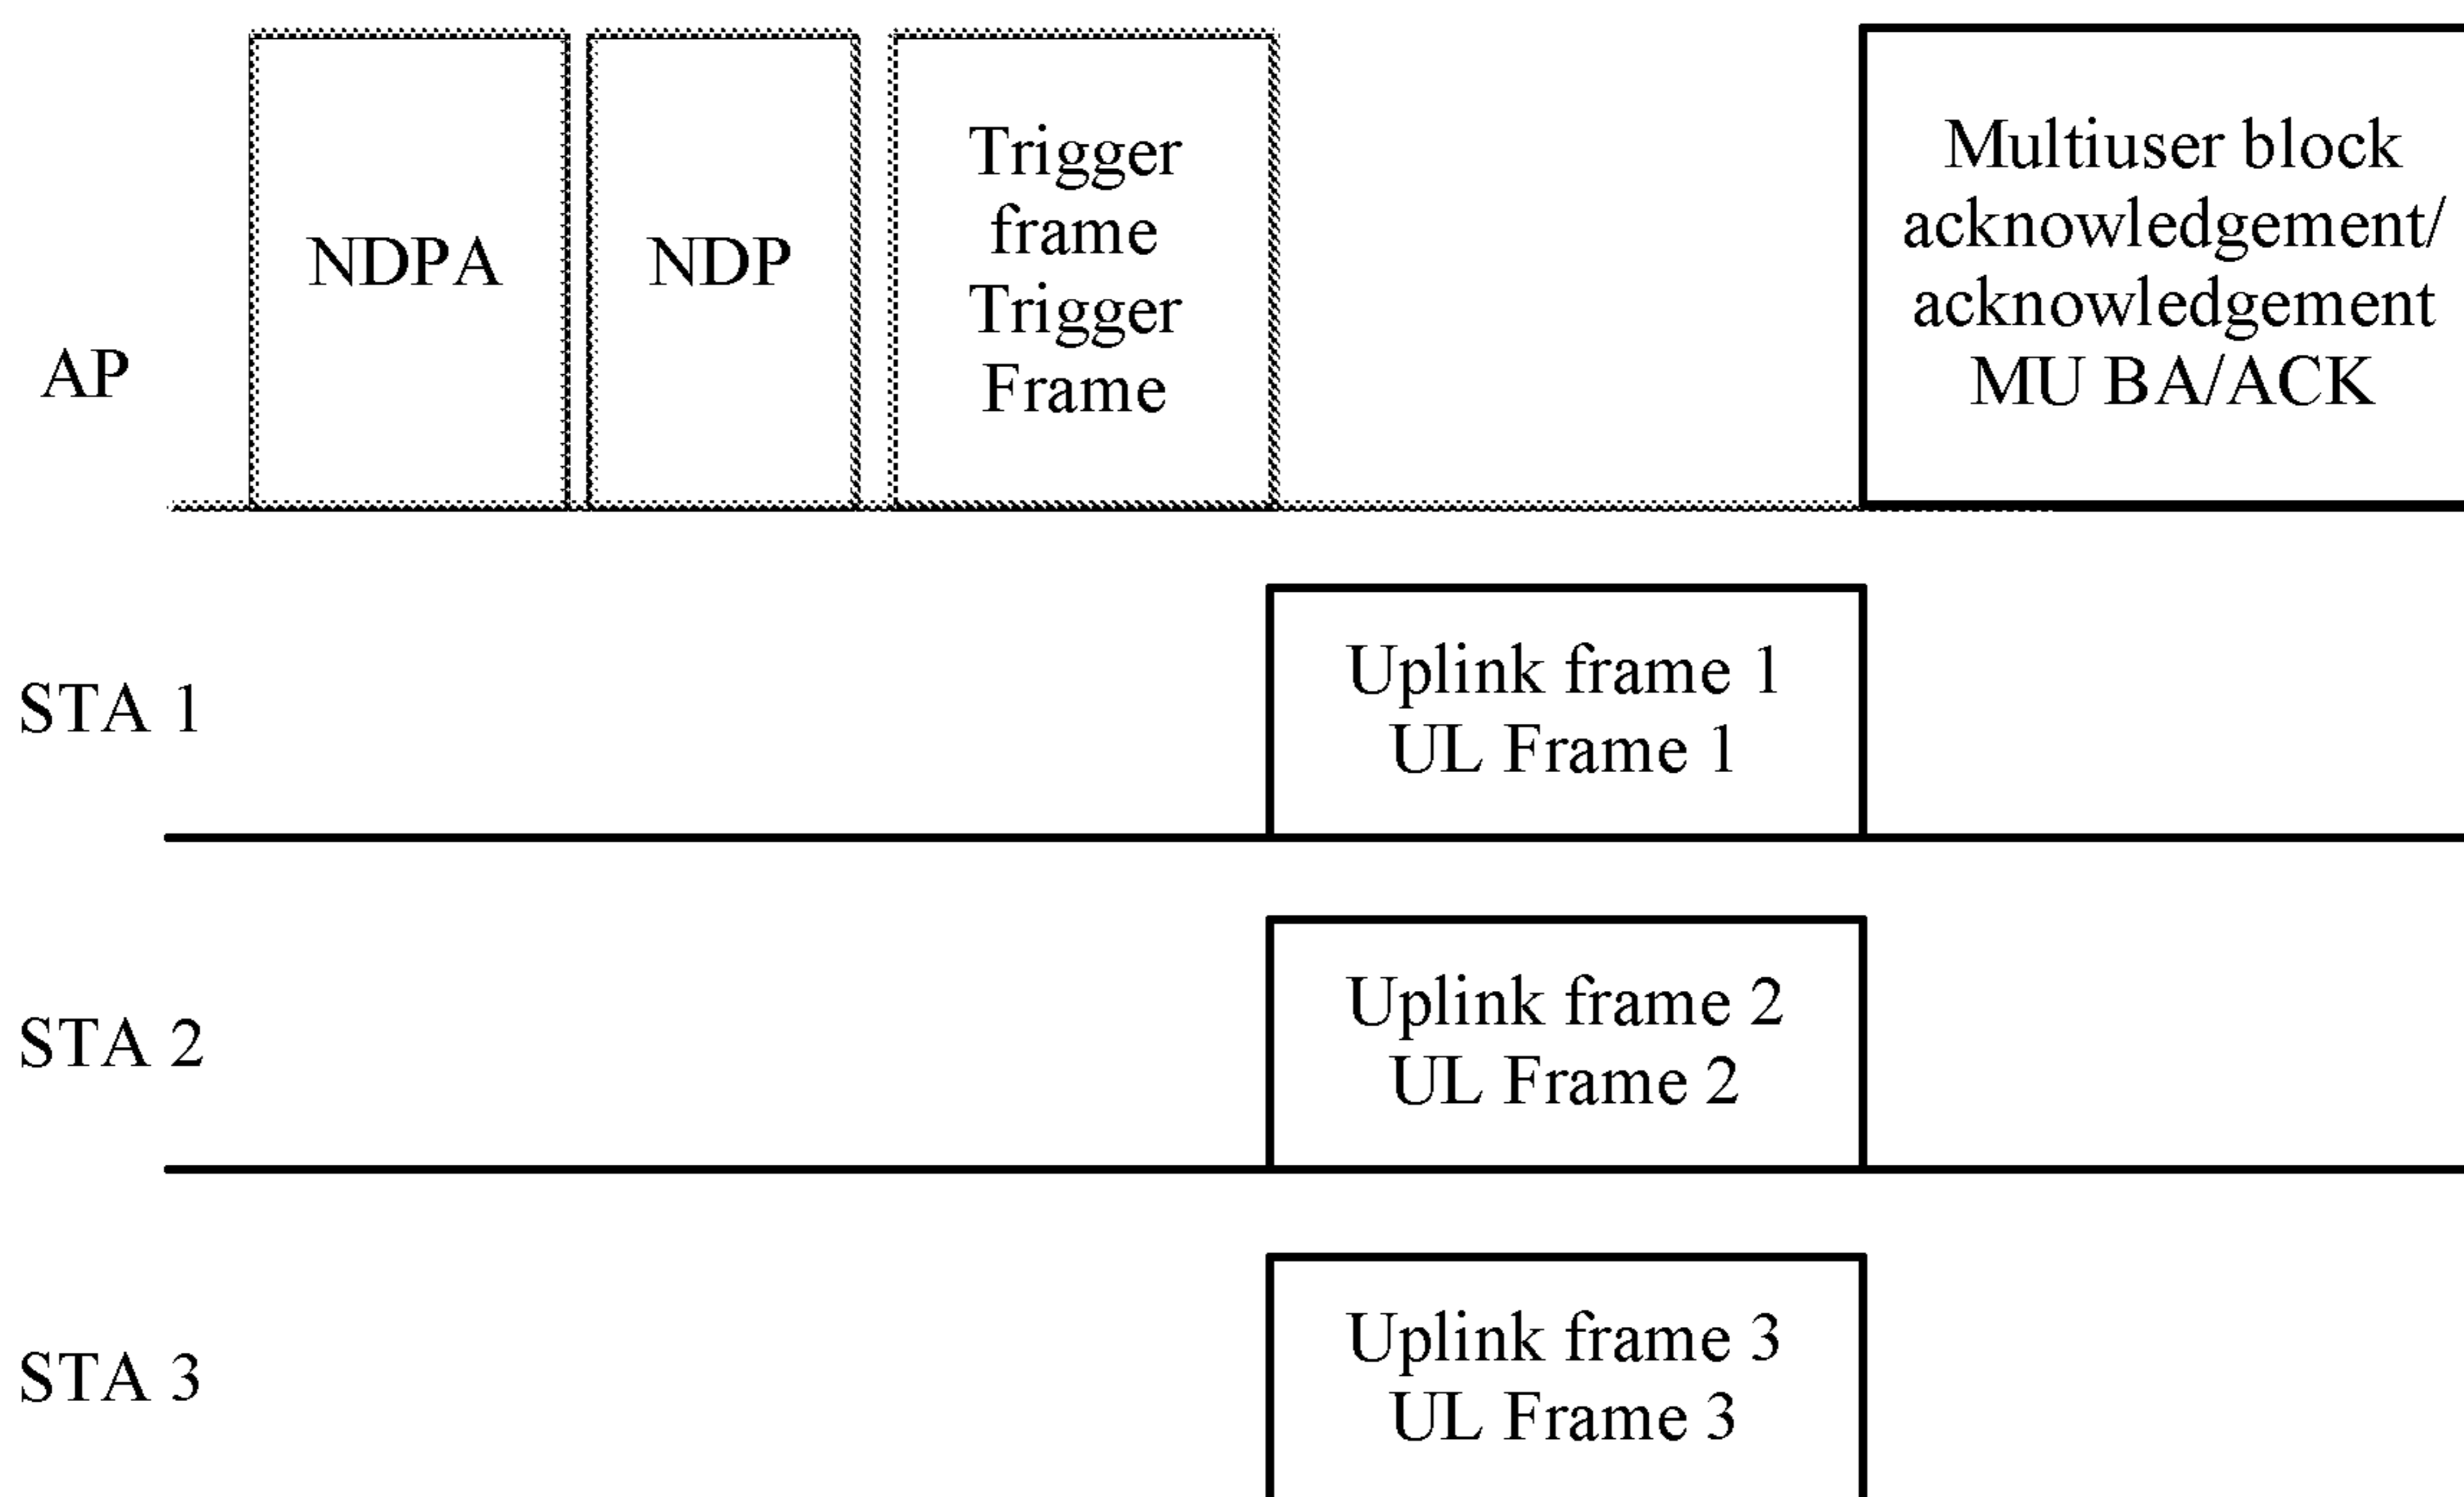 AP
NDPA
NDP
Trigger
frame
Trigger
Frame
Multiuser block
acknowledgement/
acknowledgement
MU BA/ACK
STA 1
Uplink frame 1
UL Frame 1
STA 2
Uplink frame 2
UL Frame 2
STA 3
Uplink frame 3
UL Frame 3